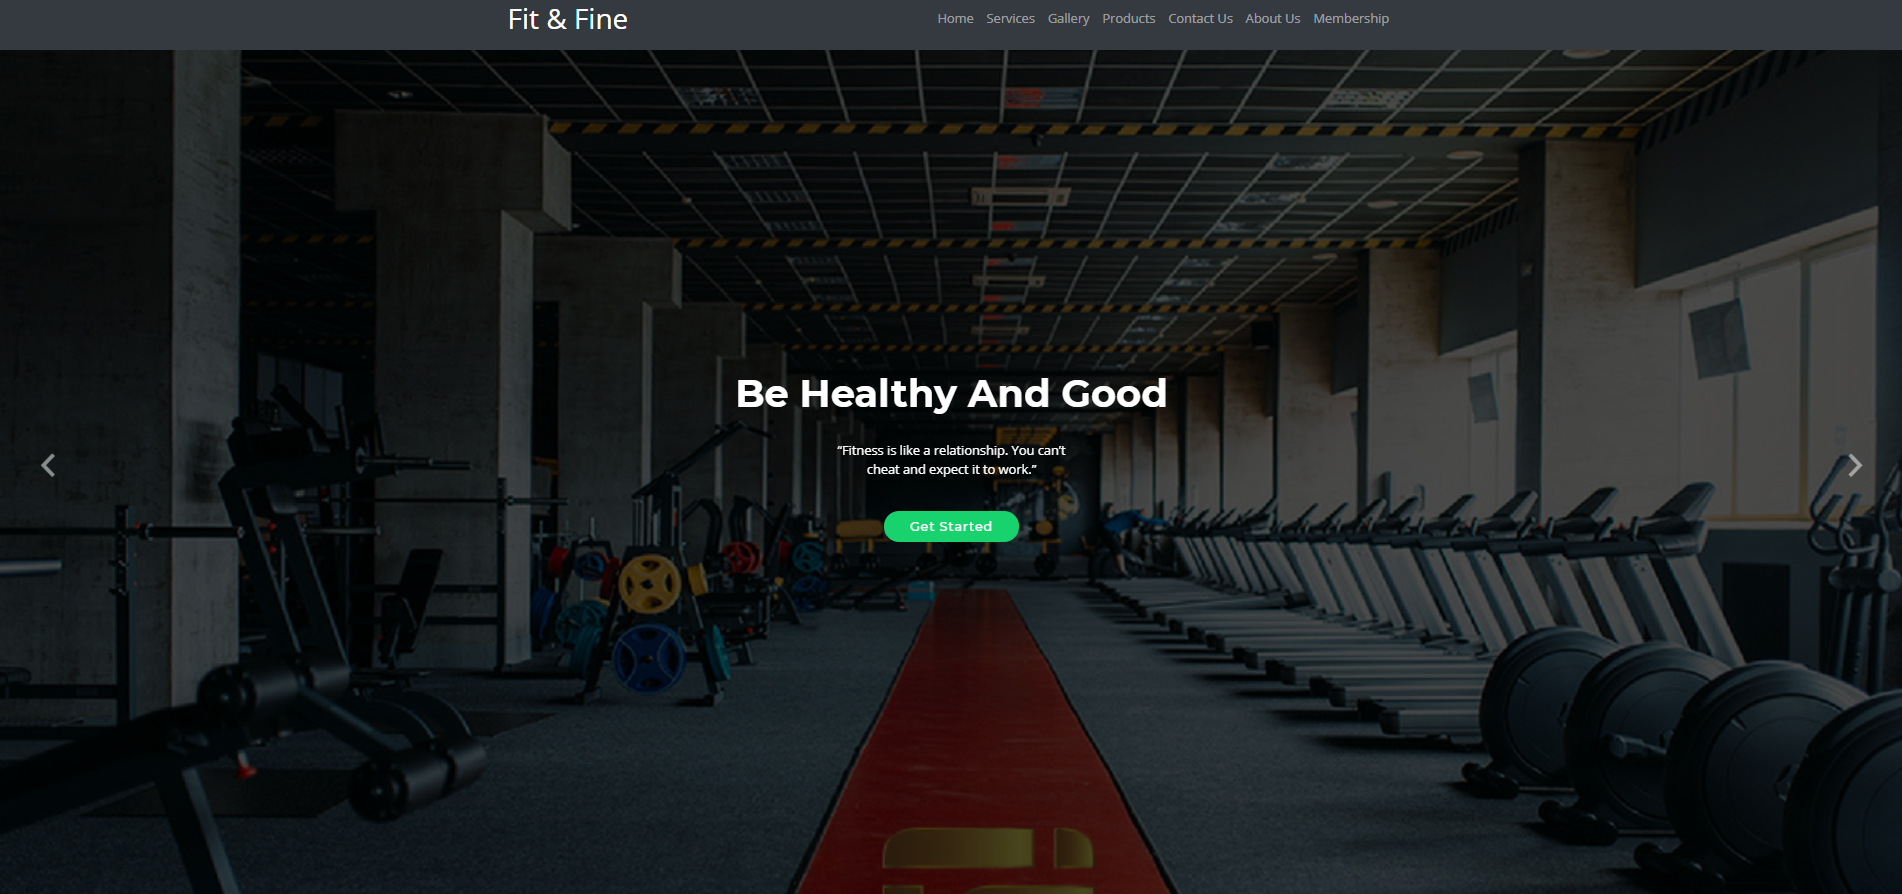 Fit & Fine
Home Services Gallery Products Contact Us About Us Membership
Be Healthy And Good
“Fitness is like a relationship. You can’t
cheat and expect it to work.”
Get Started